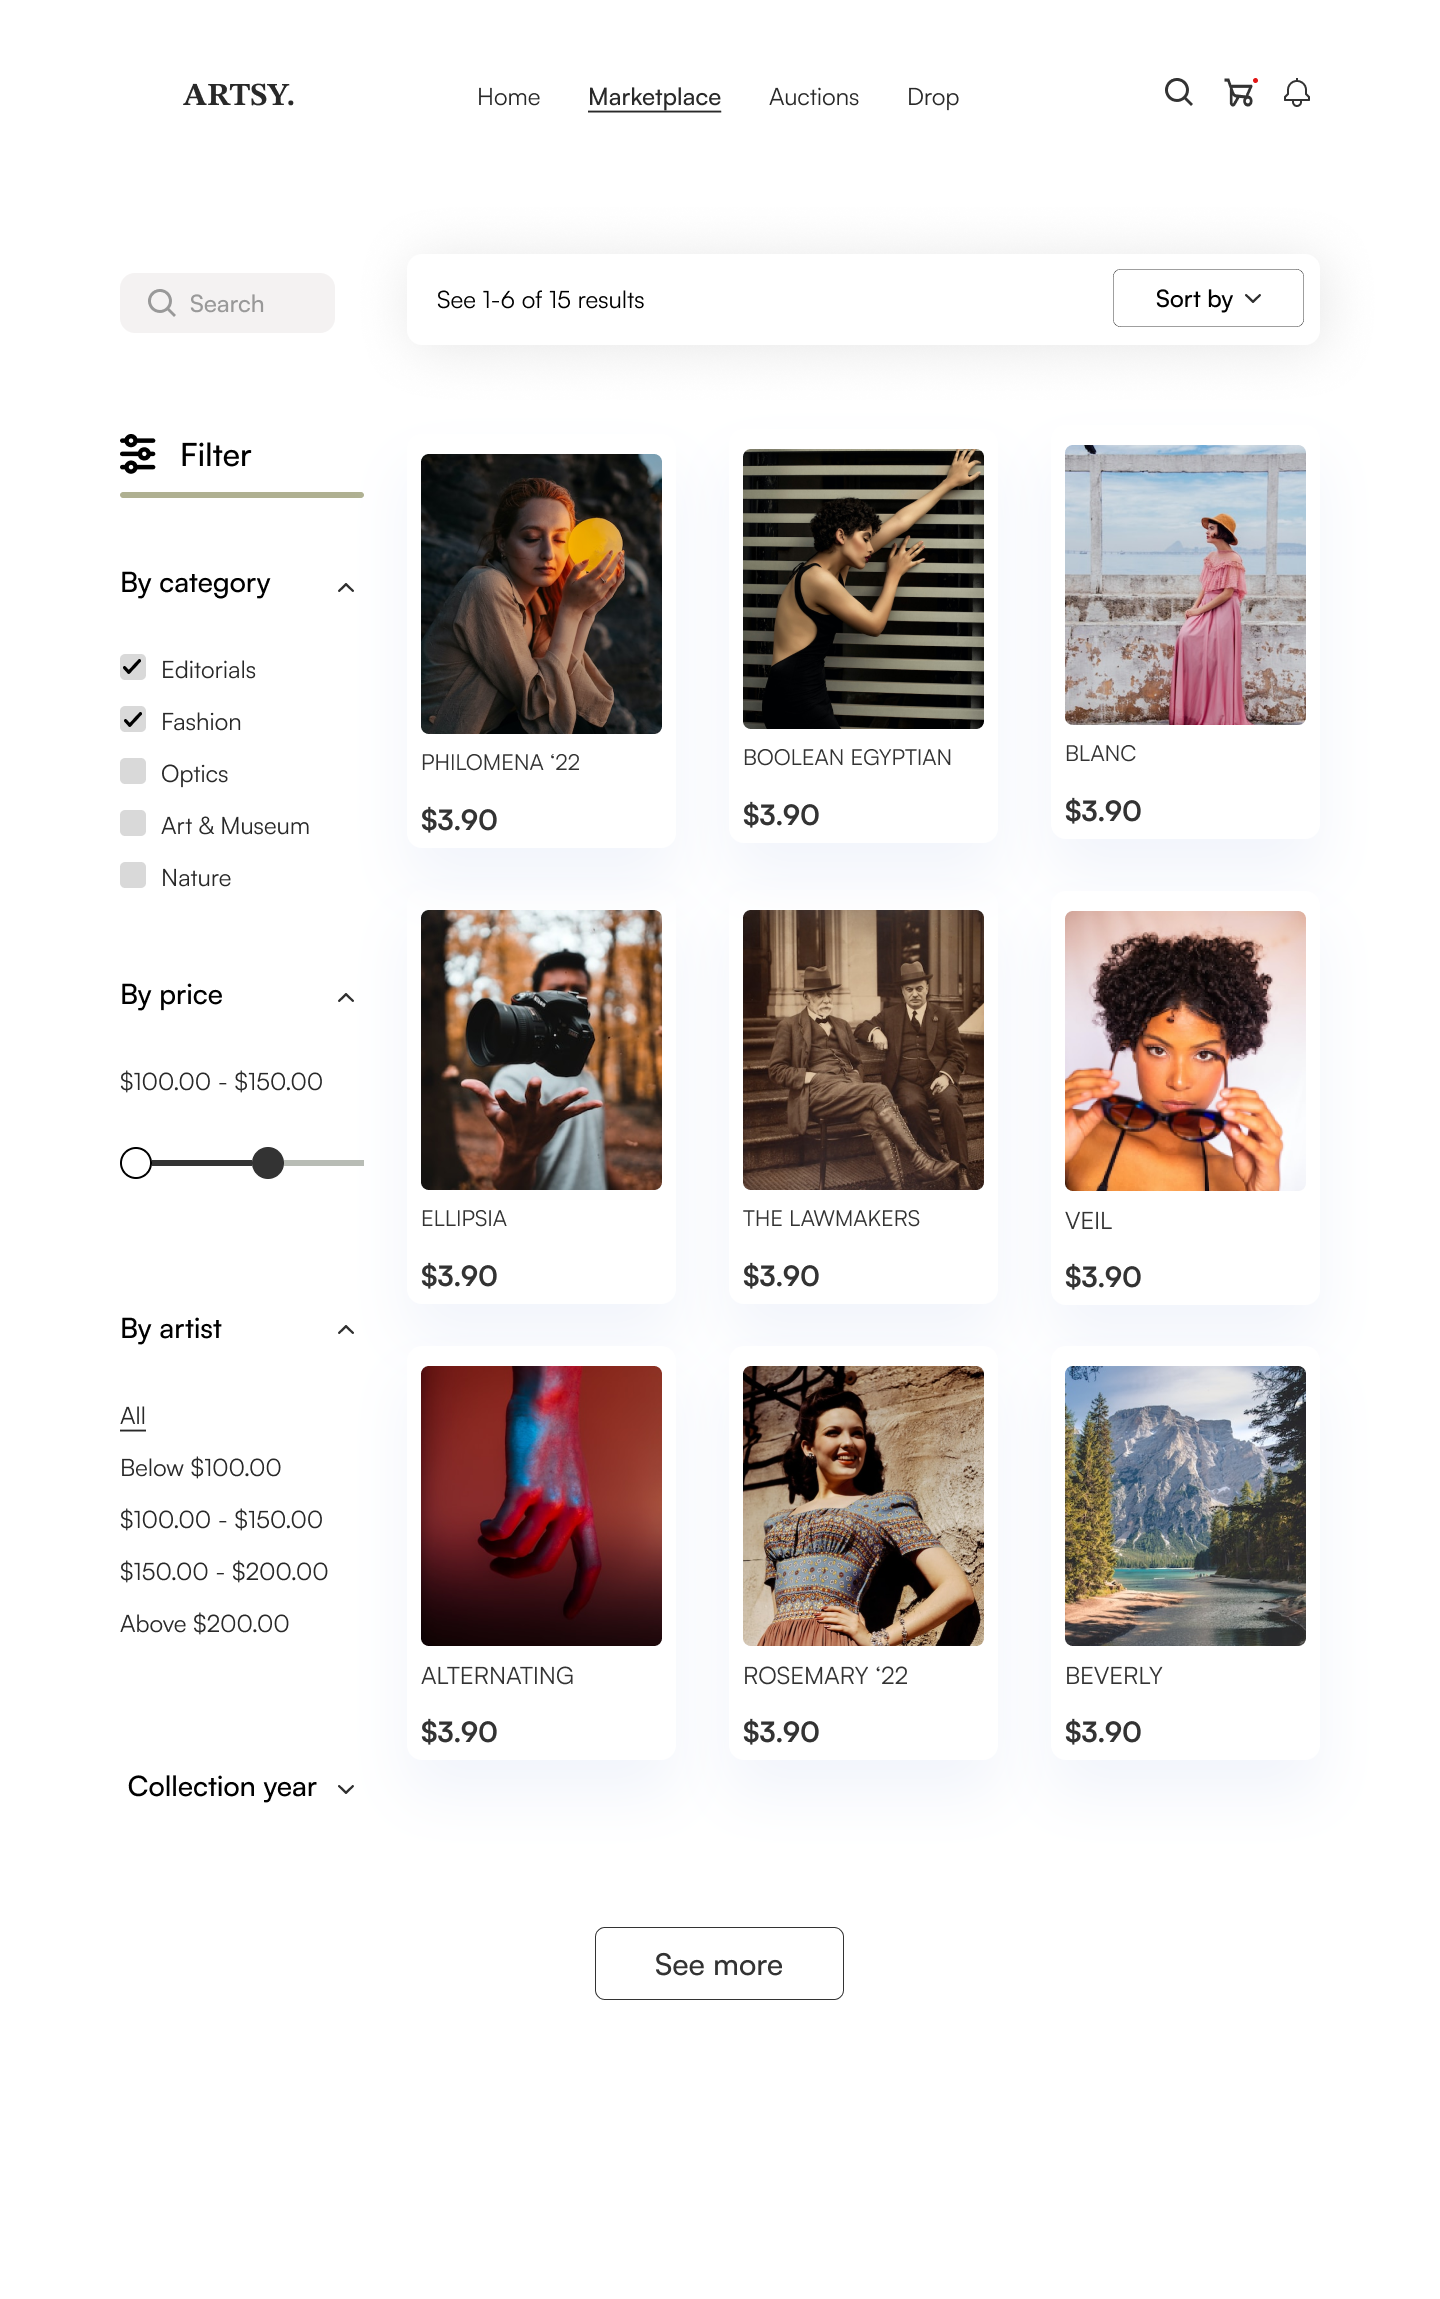 ARTSY.
Home
Marketplace
Auctions
Drop
Search
See 1-6 of 15 results
Sort by
Filter
By category
Editorials
Fashion
Optics
Art & Museum
Nature
By price
$100.00 - $150.00
By artist
All
Below $100.00
$100.00 - $150.00
$150.00 - $200.00
Above $200.00
Collection year
PHILOMENA ‘22
$3.90
BOOLEAN EGYPTIAN
$3.90
BLANC
$3.90
ELLIPSIA
$3.90
THE LAWMAKERS
$3.90
VEIL
$3.90
ALTERNATING
$3.90
ROSEMARY ‘22
$3.90
BEVERLY
$3.90
See more